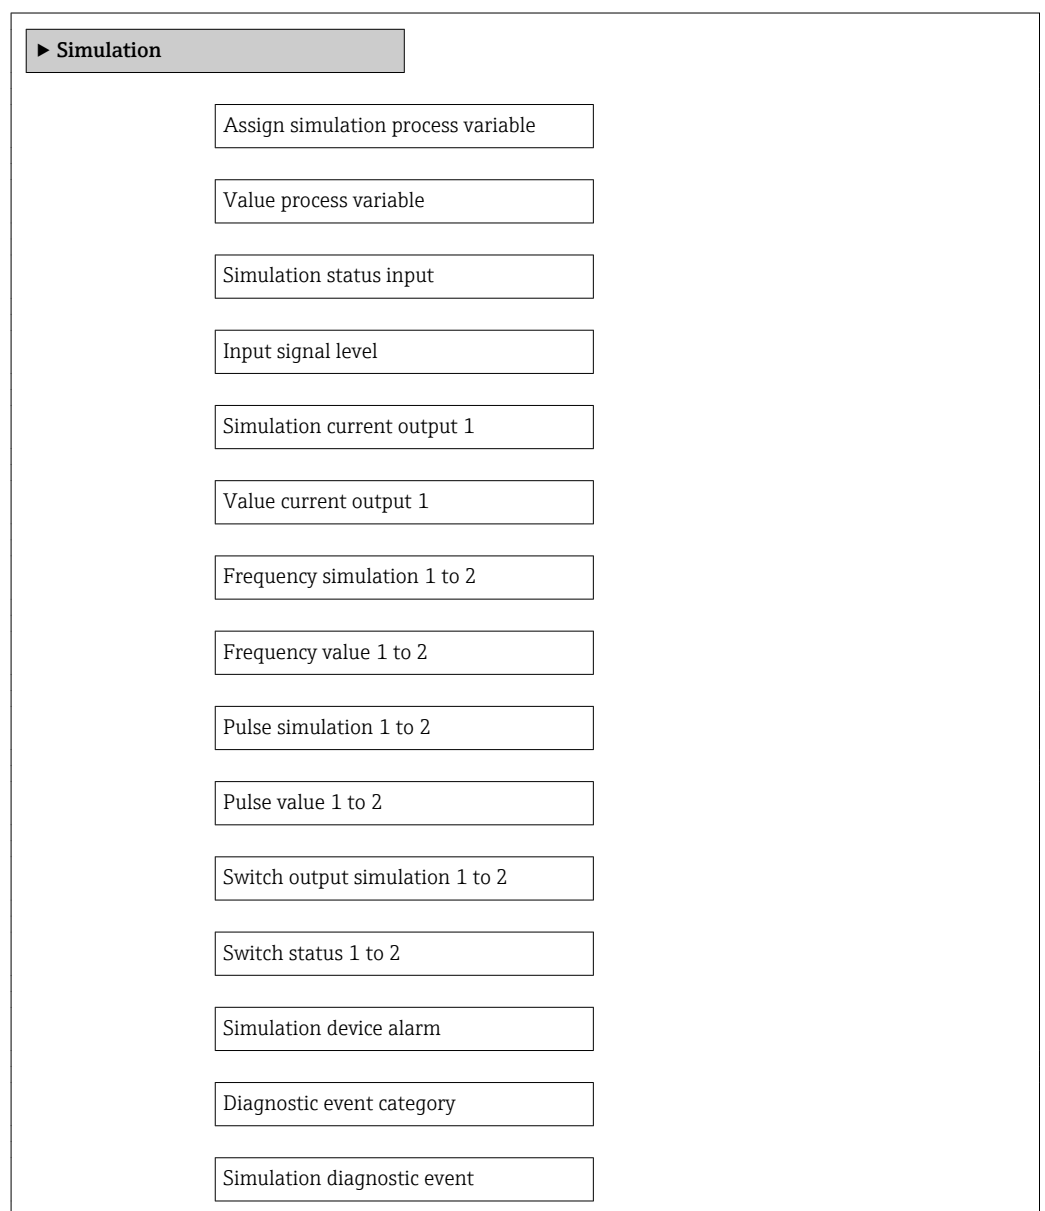 ▶ Simulation
Assign simulation process variable
Value process variable
Simulation status input
Input signal level
Simulation current output 1
Value current output 1
Frequency simulation 1 to 2
Frequency value 1 to 2
Pulse simulation 1 to 2
Pulse value 1 to 2
Switch output simulation 1 to 2
Switch status 1 to 2
Simulation device alarm
Diagnostic event category
Simulation diagnostic event